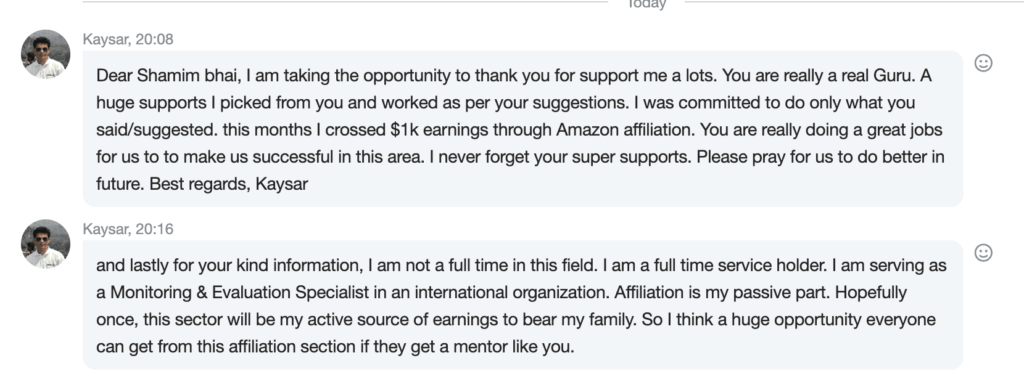 Today
Kaysar, 20:08
Dear Shamim bhai, I am taking the opportunity to thank you for support me a lots. You are really a real Guru. A
huge supports I picked from you and worked as per your suggestions. I was committed to do only what you
said/suggested. this months I crossed $1k earnings through Amazon affiliation. You are really doing a great jobs
for us to to make us successful in this area. I never forget your super supports. Please pray for us to do better in
future. Best regards, Kaysar
Kaysar, 20:16
and lastly for your kind information, I am not a full time in this field. I am a full time service holder. I am serving as
a Monitoring & Evaluation Specialist in an international organization. Affiliation is my passive part. Hopefully
once, this sector will be my active source of earnings to bear my family. So I think a huge opportunity everyone
can get from this affiliation section if they get a mentor like you.